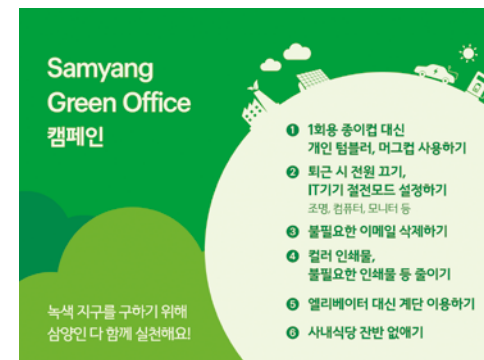 Samyang
Green Office
캠페인
❶ 1회용 종이컵 대신
개인 텀블러, 머그컵 사용하기
❷ 퇴근 시 전원 끄기,
IT기기 절전모드 설정하기
조명, 컴퓨터, 모니터 등
❸ 불필요한 이메일 삭제하기
❹ 컬러 인쇄물,
불필요한 인쇄물 등 줄이기
❺ 엘리베이터 대신 계단 이용하기
❻ 사내식당 잔반 없애기
녹색 지구를 구하기 위해
삼양인 다 함께 실천해요!